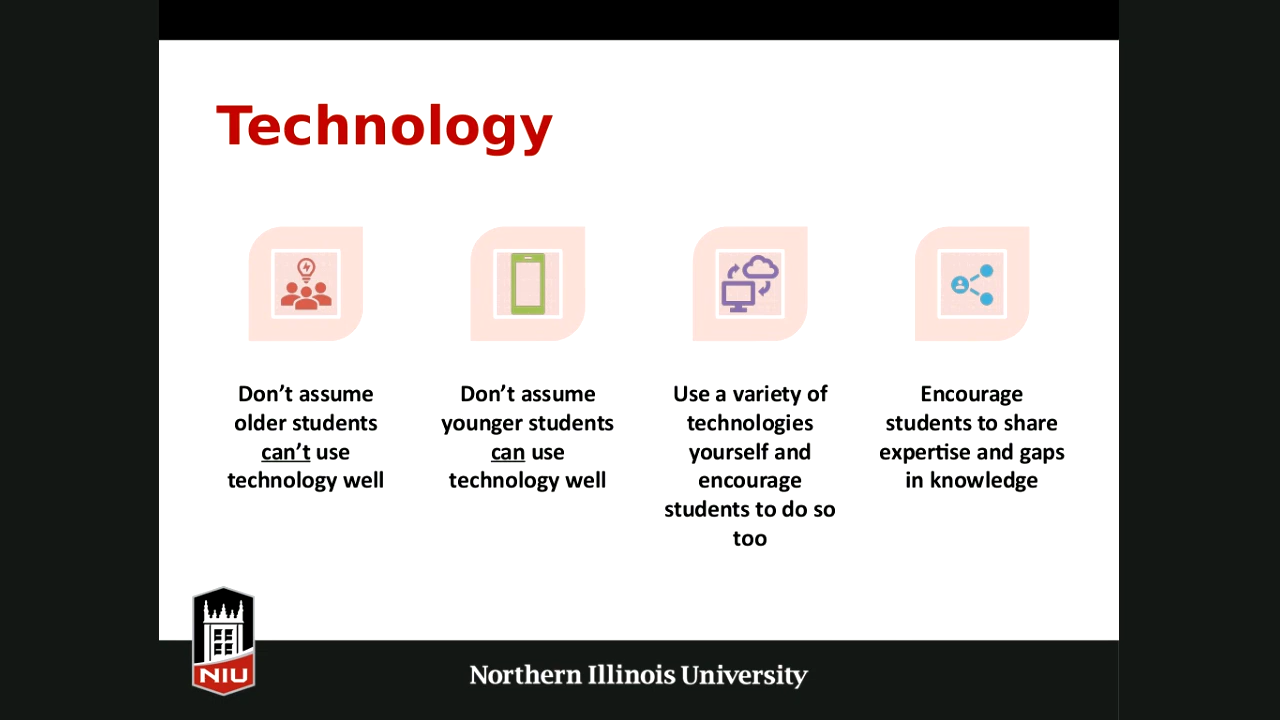 Technology
Don’t assume
older students
can’t use
technology well
Don’t assume
younger students
can use
technology well
Use a variety of
technologies
yourself and
encourage
students to do so
too
Encourage
students to share
expertise and gaps
in knowledge
NIU
Northern Illinois University